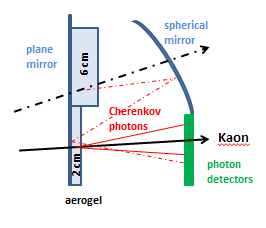 spherical
mirror
plane
mirror
6 cm
Cherenkov
photons
Kaon
2 cm
photon
detectors
aerogel